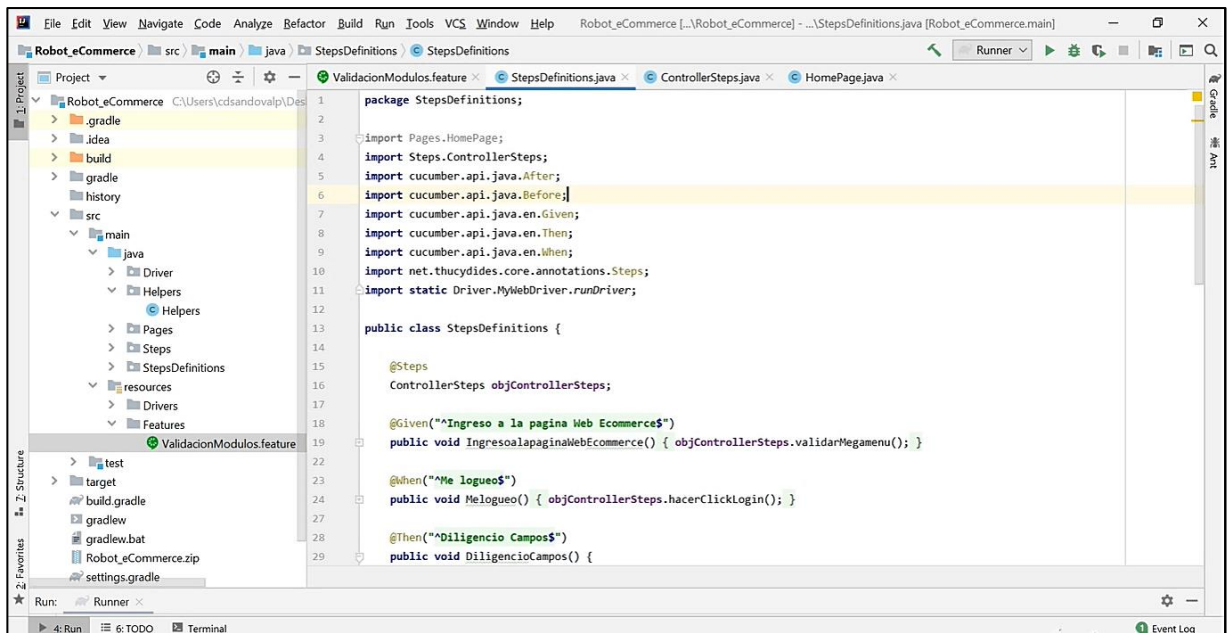 File Edit View Navigate Code Analyze Refactor Build Run Tools VCS Window Help Robot_eCommerce [...\Robot_eCommerce] - ...\StepsDefinitions.java [Robot_eCommerce.main]
Robot_eCommerce src main java StepsDefinitions StepsDefinitions Runner
1: Project
Project
ValidacionModulos.feature StepsDefinitions.java ControllerSteps.java HomePage.java
Robot_eCommerce C:\Users\cdsandovalp\Des
.gradle
.idea
build
gradle
history
src
main
java
Driver
Helpers
Helpers
Pages
Steps
StepsDefinitions
resources
Drivers
Features
ValidacionModulos.feature
test
target
build.gradle
gradlew
gradlew.bat
Robot_eCommerce.zip
settings.gradle
1 package StepsDefinitions;
2
3 import Pages.HomePage;
4 import Steps.ControllerSteps;
5 import cucumber.api.java.After;
6 import cucumber.api.java.Before;
7 import cucumber.api.java.en.Given;
8 import cucumber.api.java.en.Then;
9 import cucumber.api.java.en.When;
10 import net.thucydides.core.annotations.Steps;
11 import static Driver.MyWebDriver.runDriver;
12
13 public class StepsDefinitions {
14
15 @Steps
16 ControllerSteps objControllerSteps;
17
18 @Given("^Ingreso a la pagina Web Ecommerce$")
19 public void IngresoalapaginaWebEcommerce() { objControllerSteps.validarMegamenu(); }
22
23 @When("^Me logueo$")
24 public void Melogueo() { objControllerSteps.hacerClickLogin(); }
27
28 @Then("^Diligencio Campos$")
29 public void DiligencioCampos() {
Gradle
Ant
7: Structure
2: Favorites
Run: Runner
4: Run 6: TODO Terminal 1 Event Log